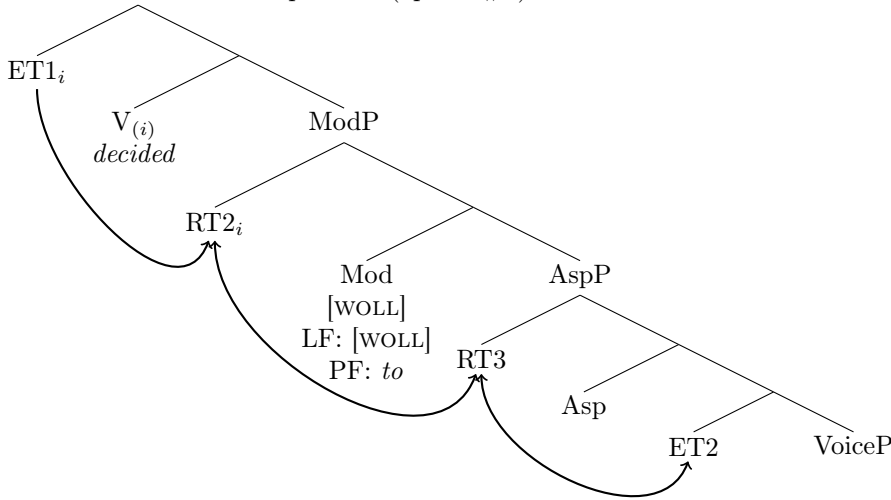 ET1i
V(i)
decided
ModP
RT2i
Mod
[WOLL]
LF: [WOLL]
PF: to
AspP
RT3
Asp
ET2
VoiceP